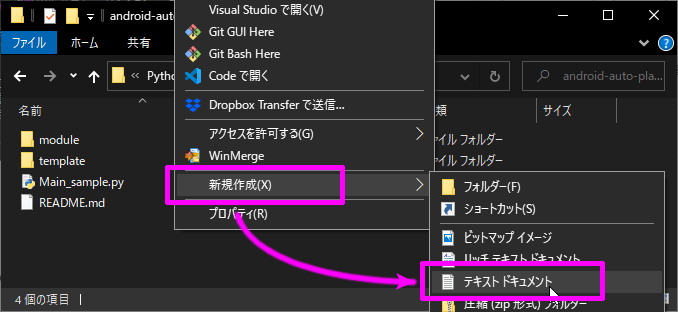 android-auto-
Visual Studio で開く(V)
ファイル
ホーム
共有
Git GUI Here
Git Bash Here
Code で開く
Pytho
android-auto-pla...
Dropbox Transfer で送信...
名前
類
サイズ
アクセスを許可する(G)
module
ァイル フォルダー
WinMerge
template
ァイル フォルダー
Main_sample.py
新規作成(X)
フォルダー(F)
README.md
プロパティ(R)
ショートカット(S)
ビットマップ イメージ
リッチ テキスト ドキュメント
テキスト ドキュメント
4 個の項目
圧縮 (zip 形式) フォルダー